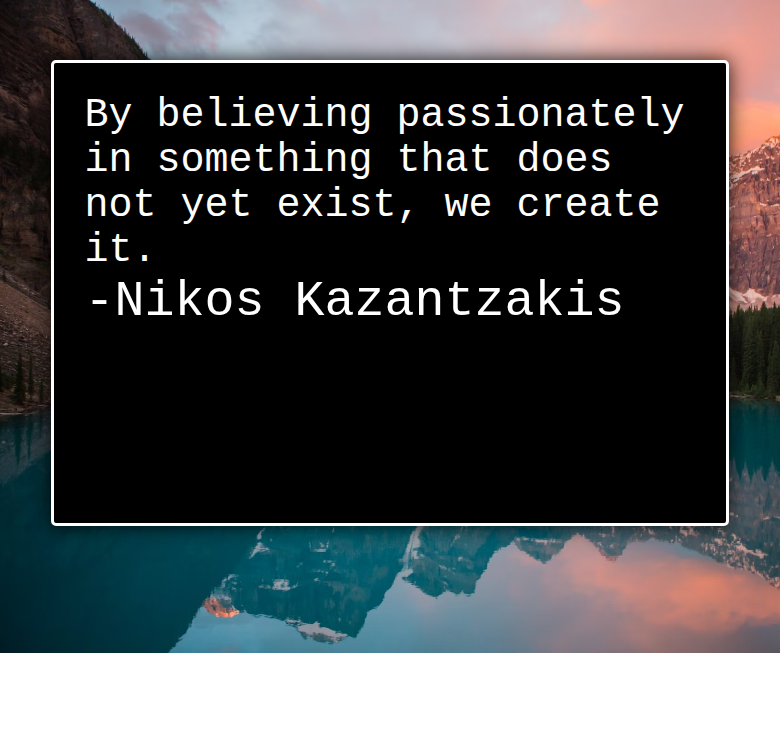 By believing passionately
in something that does
not yet exist, we create
it.
-Nikos Kazantzakis